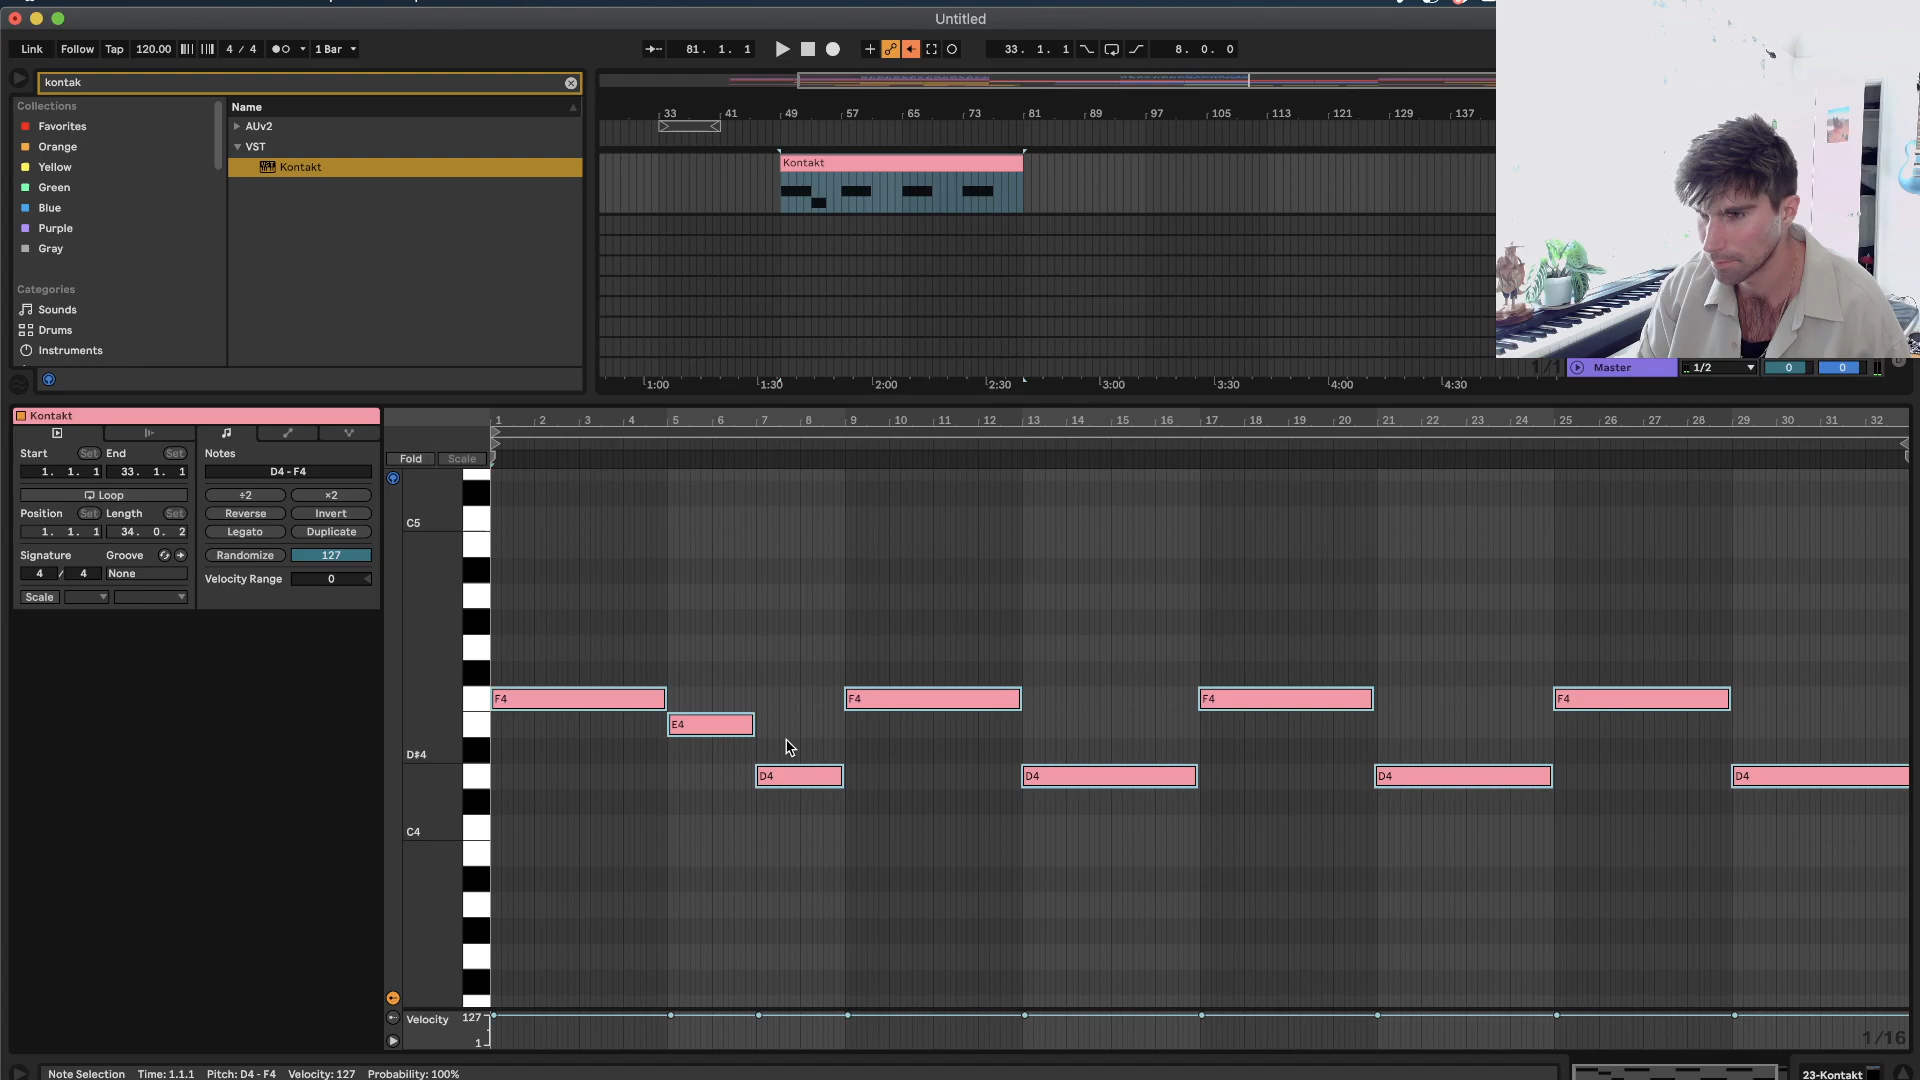 Untitled
Link Follow Tap 120.00 4 / 4 1 Bar 81. 1. 1 33. 1. 1 8. 0. 0
kontak
Collections
Favorites
Orange
Yellow
Green
Blue
Purple
Gray
Categories
Sounds
Drums
Instruments
Name
AUv2
VST
Kontakt
33 41 49 57 65 73 81 89 97 105 113 121 129 137
Kontakt
1:00 1:30 2:00 2:30 3:00 3:30 4:00 4:30
1/1 Master 1/2 0 0
Kontakt
Start Set End Set
1. 1. 1 33. 1. 1
Loop
Position Set Length Set
1. 1. 1 34. 0. 2
Signature Groove
4 / 4 None
Scale
Notes
D4 - F4
÷2 ×2
Reverse Invert
Legato Duplicate
Randomize 127
Velocity Range 0
1 2 3 4 5 6 7 8 9 10 11 12 13 14 15 16 17 18 19 20 21 22 23 24 25 26 27 28 29 30 31 32
Fold Scale
C5
F4 F4 F4 F4
E4
D♯4
D4 D4 D4 D4
C4
Velocity 127
1
1/16
Note Selection Time: 1.1.1 Pitch: D4 - F4 Velocity: 127 Probability: 100%
23-Kontakt